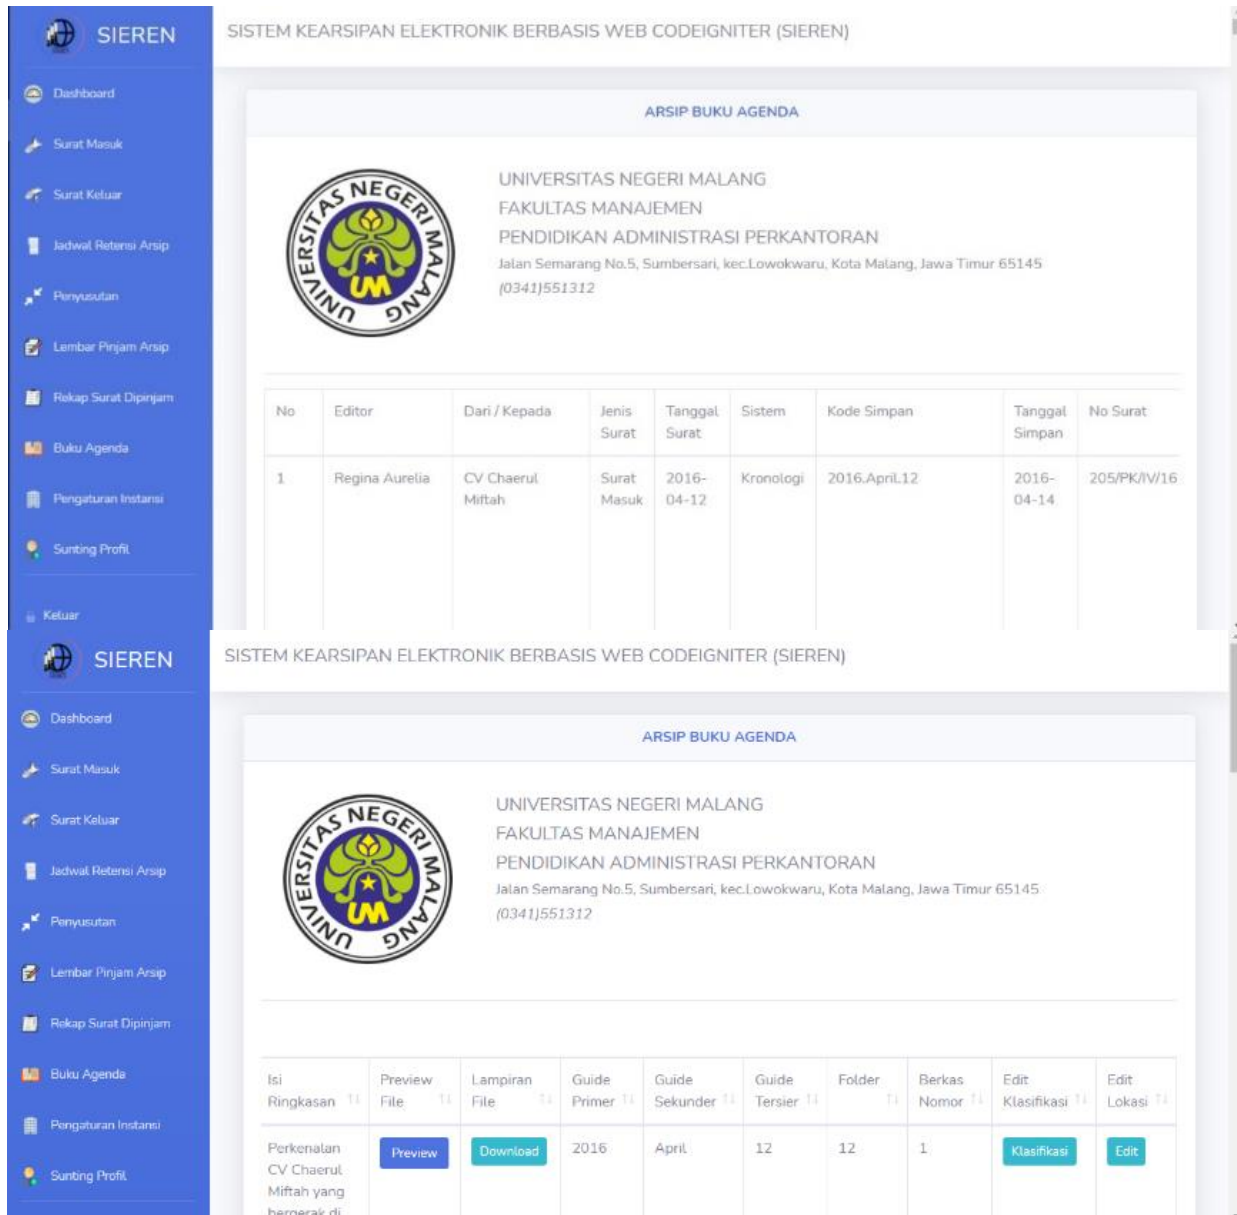 SIEREN
SISTEM KEARSIPAN ELEKTRONIK BERBASIS WEB CODEIGNITER (SIEREN)
Dashboard
Surat Masuk
Surat Keluar
Jadwal Retensi Arsip
Penyusutan
Lembar Pinjam Arsip
Rekap Surat Dipinjam
Buku Agenda
Pengaturan Instansi
Sunting Profil
Keluar
ARSIP BUKU AGENDA
UNIVERSITAS NEGERI MALANG
UM
UNIVERSITAS NEGERI MALANG
FAKULTAS MANAJEMEN
PENDIDIKAN ADMINISTRASI PERKANTORAN
Jalan Semarang No.5, Sumbersari, kec.Lowokwaru, Kota Malang, Jawa Timur 65145
(0341)551312
No Editor Dari / Kepada Jenis Tanggal Sistem Kode Simpan Tanggal No Surat
Surat Surat Simpan
1 Regina Aurelia CV Chaerul Surat 2016- Kronologi 2016.April.12 2016- 205/PK/IV/16
Miftah Masuk 04-12 04-14
SIEREN
SISTEM KEARSIPAN ELEKTRONIK BERBASIS WEB CODEIGNITER (SIEREN)
Dashboard
Surat Masuk
Surat Keluar
Jadwal Retensi Arsip
Penyusutan
Lembar Pinjam Arsip
Rekap Surat Dipinjam
Buku Agenda
Pengaturan Instansi
Sunting Profil
ARSIP BUKU AGENDA
UNIVERSITAS NEGERI MALANG
UM
UNIVERSITAS NEGERI MALANG
FAKULTAS MANAJEMEN
PENDIDIKAN ADMINISTRASI PERKANTORAN
Jalan Semarang No.5, Sumbersari, kec.Lowokwaru, Kota Malang, Jawa Timur 65145
(0341)551312
Isi Preview Lampiran Guide Guide Guide Folder Berkas Edit Edit
Ringkasan File File Primer Sekunder Tersier Nomor Klasifikasi Lokasi
Perkenalan Preview Download 2016 April 12 12 1 Klasifikasi Edit
CV Chaerul
Miftah yang
bergerak di